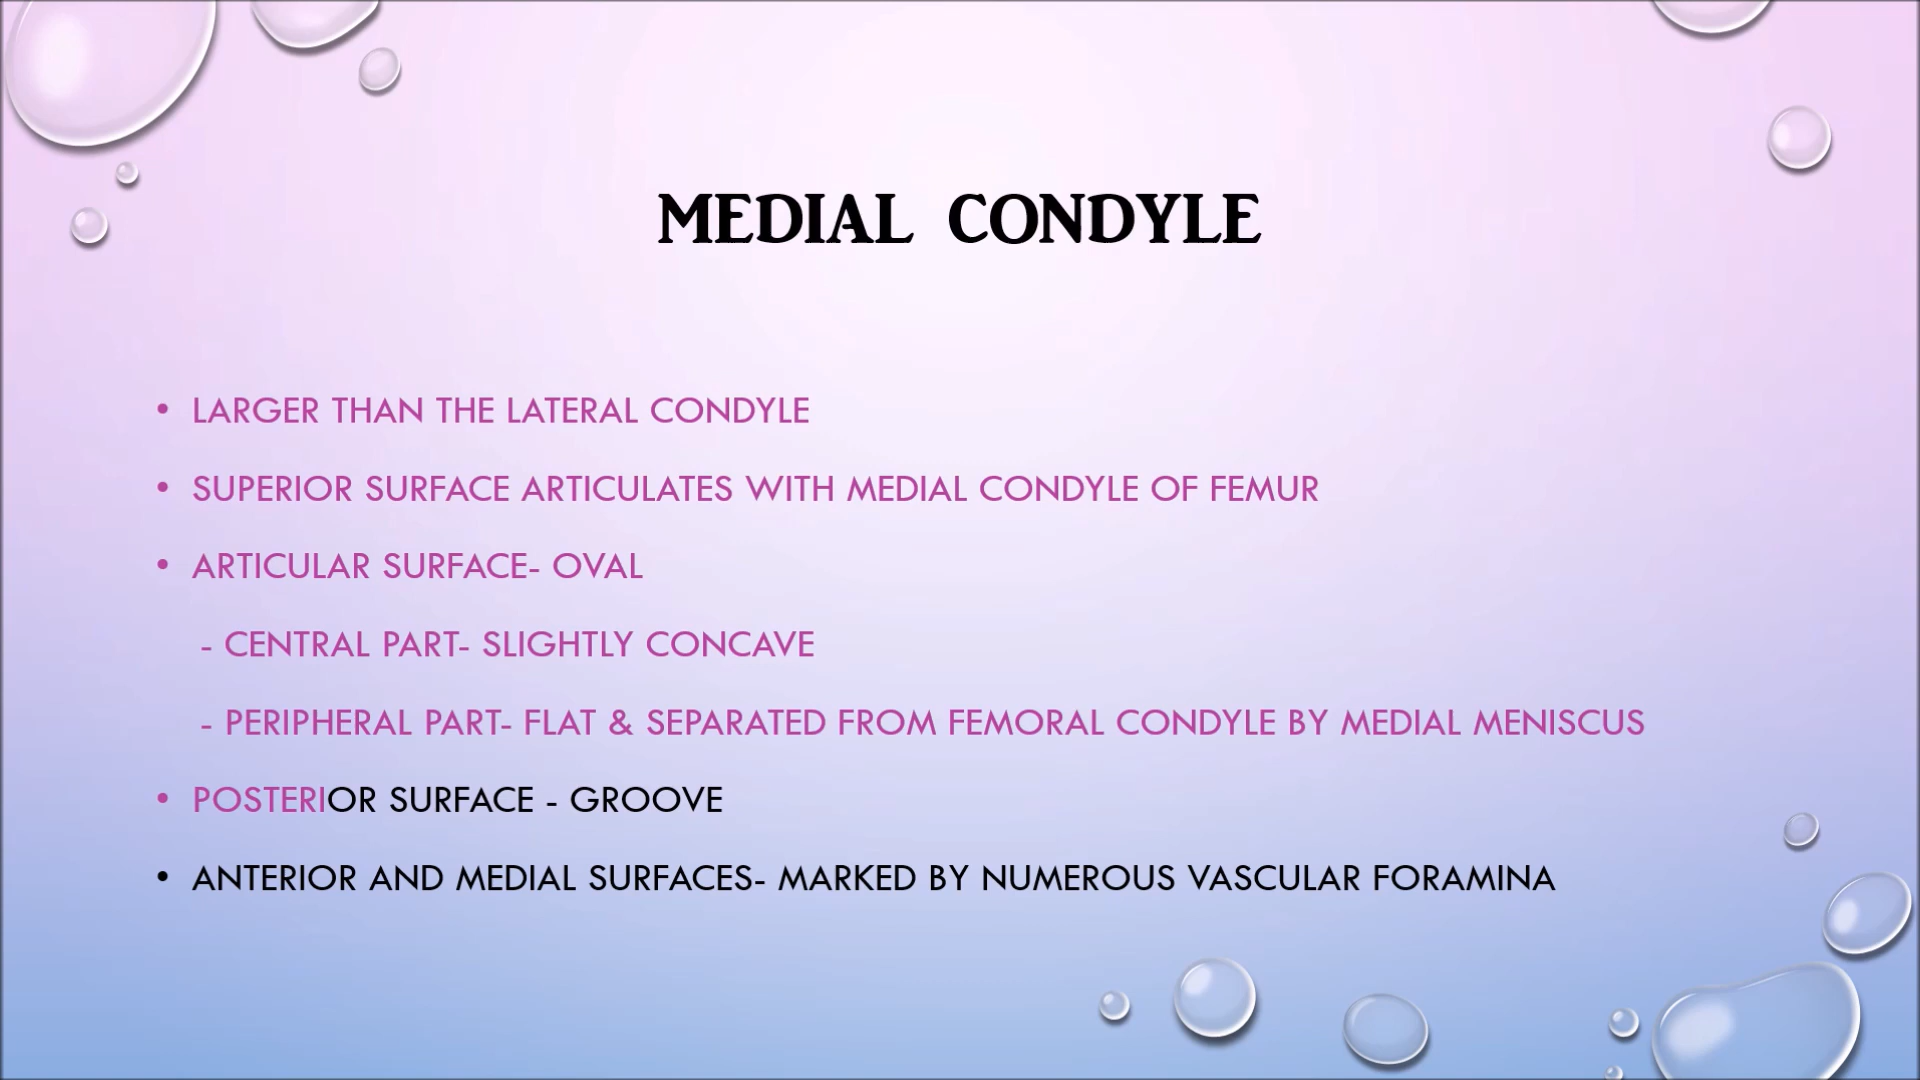 MEDIAL CONDYLE
• LARGER THAN THE LATERAL CONDYLE
• SUPERIOR SURFACE ARTICULATES WITH MEDIAL CONDYLE OF FEMUR
• ARTICULAR SURFACE- OVAL
- CENTRAL PART- SLIGHTLY CONCAVE
- PERIPHERAL PART- FLAT & SEPARATED FROM FEMORAL CONDYLE BY MEDIAL MENISCUS
• POSTERIOR SURFACE - GROOVE
• ANTERIOR AND MEDIAL SURFACES- MARKED BY NUMEROUS VASCULAR FORAMINA